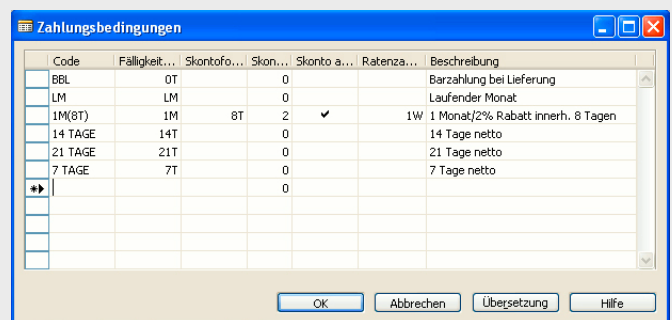 Zahlungsbedingungen
Code Fälligkeit... Skontofo... Skon... Skonto a... Ratenza... Beschreibung
BBL 0T 0 Barzahlung bei Lieferung
LM LM 0 Laufender Monat
1M(8T) 1M 8T 2 ✔ 1W 1 Monat/2% Rabatt innerh. 8 Tagen
14 TAGE 14T 0 14 Tage netto
21 TAGE 21T 0 21 Tage netto
7 TAGE 7T 0 7 Tage netto
0
OK Abbrechen Übersetzung Hilfe